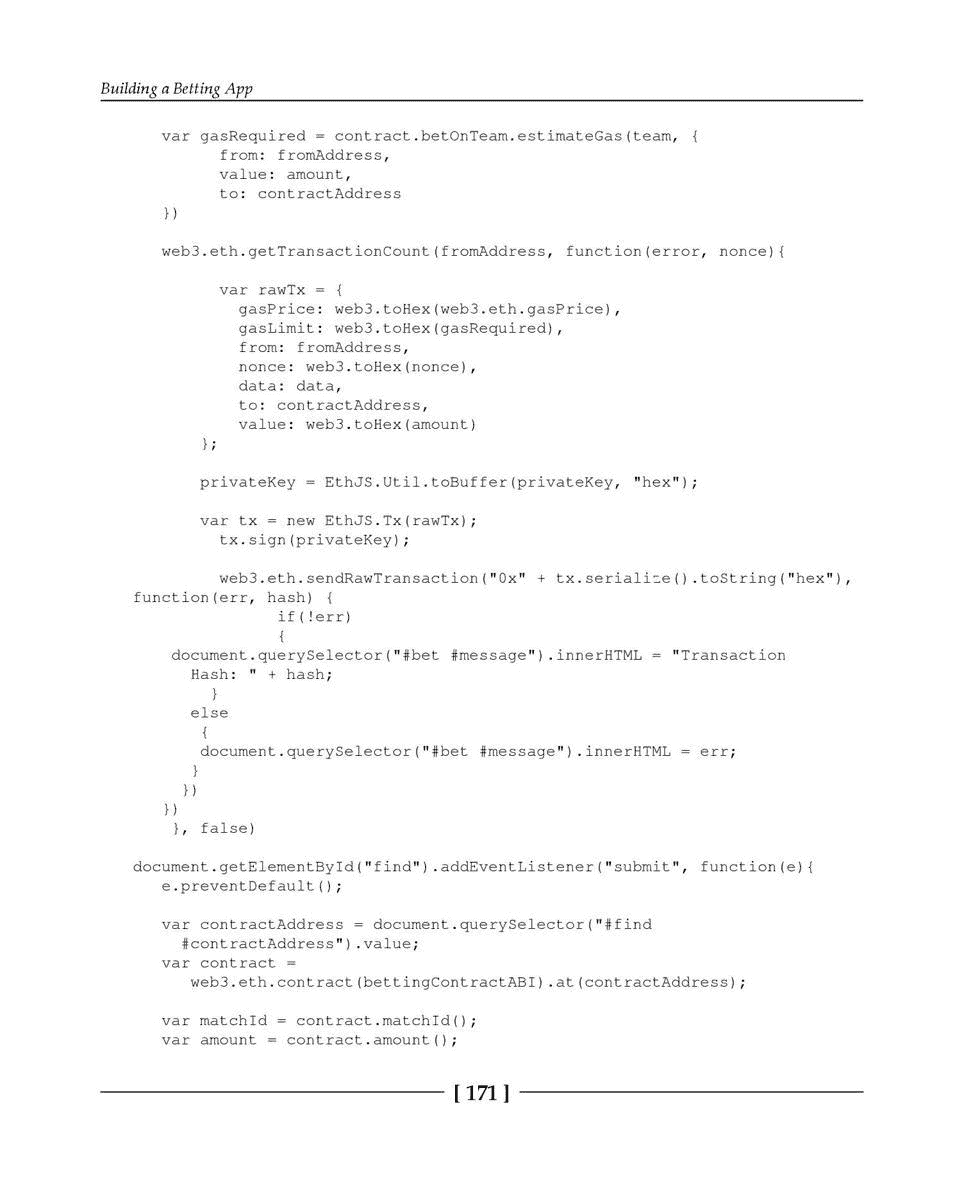 Building a Betting App
var gasRequired = contract.betOnTeam.estimateGas(team, {
from: fromAddress,
value: amount,
to: contractAddress
})
web3.eth.getTransactionCount(fromAddress, function(error, nonce){
var rawTx = {
gasPrice: web3.toHex(web3.eth.gasPrice),
gasLimit: web3.toHex(gasRequired),
from: fromAddress,
nonce: web3.toHex(nonce),
data: data,
to: contractAddress,
value: web3.toHex(amount)
};
privateKey = EthJS.Util.toBuffer(privateKey, "hex");
var tx = new EthJS.Tx(rawTx);
tx.sign(privateKey);
web3.eth.sendRawTransaction("0x" + tx.serialize().toString("hex"),
function(err, hash) {
if(!err)
{
document.querySelector("#bet #message").innerHTML = "Transaction
Hash: " + hash;
}
else
{
document.querySelector("#bet #message").innerHTML = err;
}
})
})
}, false)
document.getElementById("find").addEventListener("submit", function(e){
e.preventDefault();
var contractAddress = document.querySelector("#find
#contractAddress").value;
var contract =
web3.eth.contract(bettingContractABI).at(contractAddress);
var matchId = contract.matchId();
var amount = contract.amount();
[ 171 ]